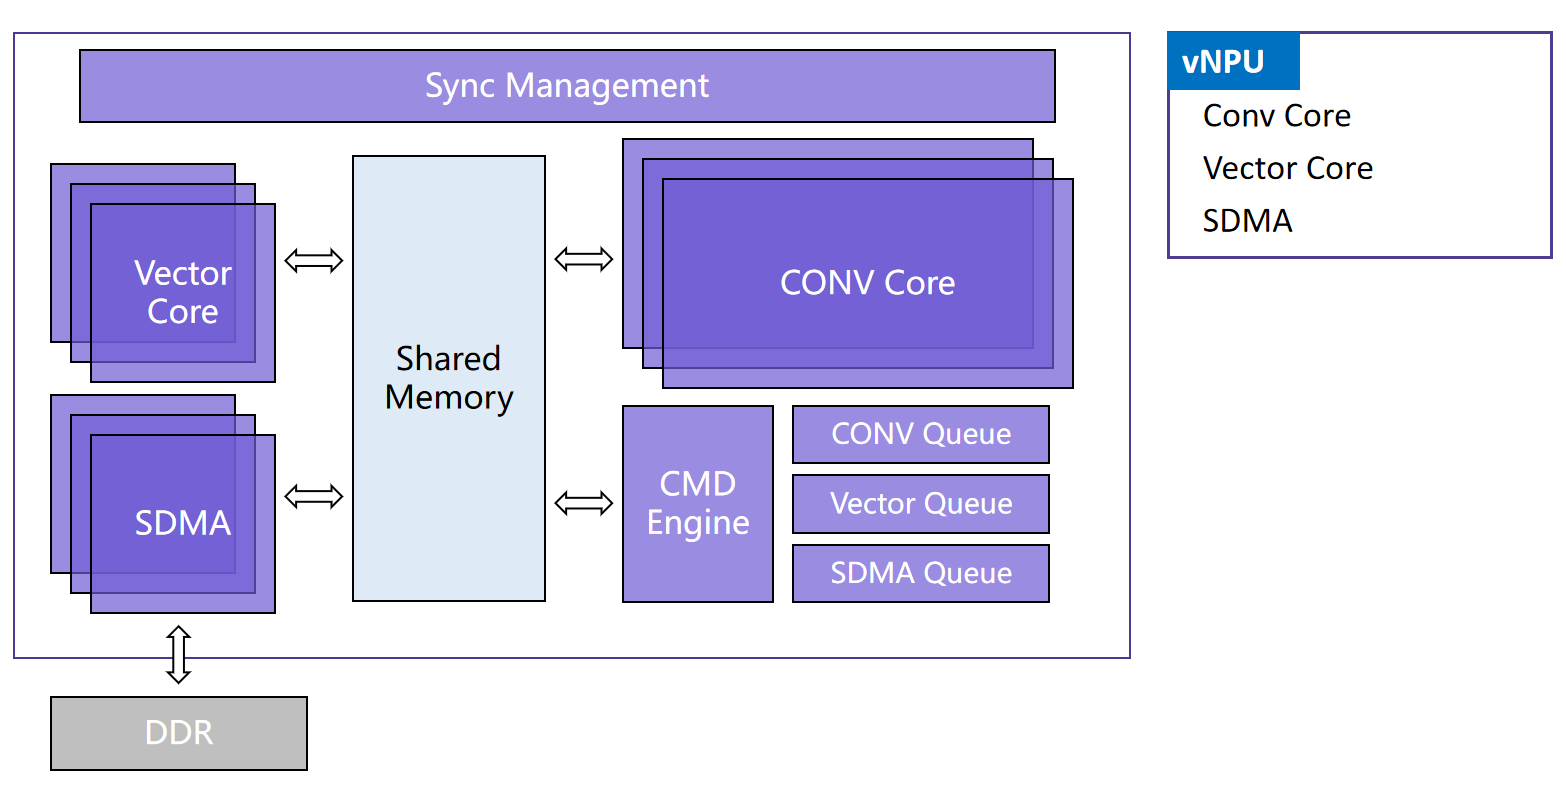 Sync Management
vNPU
Conv Core
Vector Core
SDMA
Vector
Core
Shared
Memory
CONV Core
SDMA
CMD
Engine
CONV Queue
Vector Queue
SDMA Queue
DDR